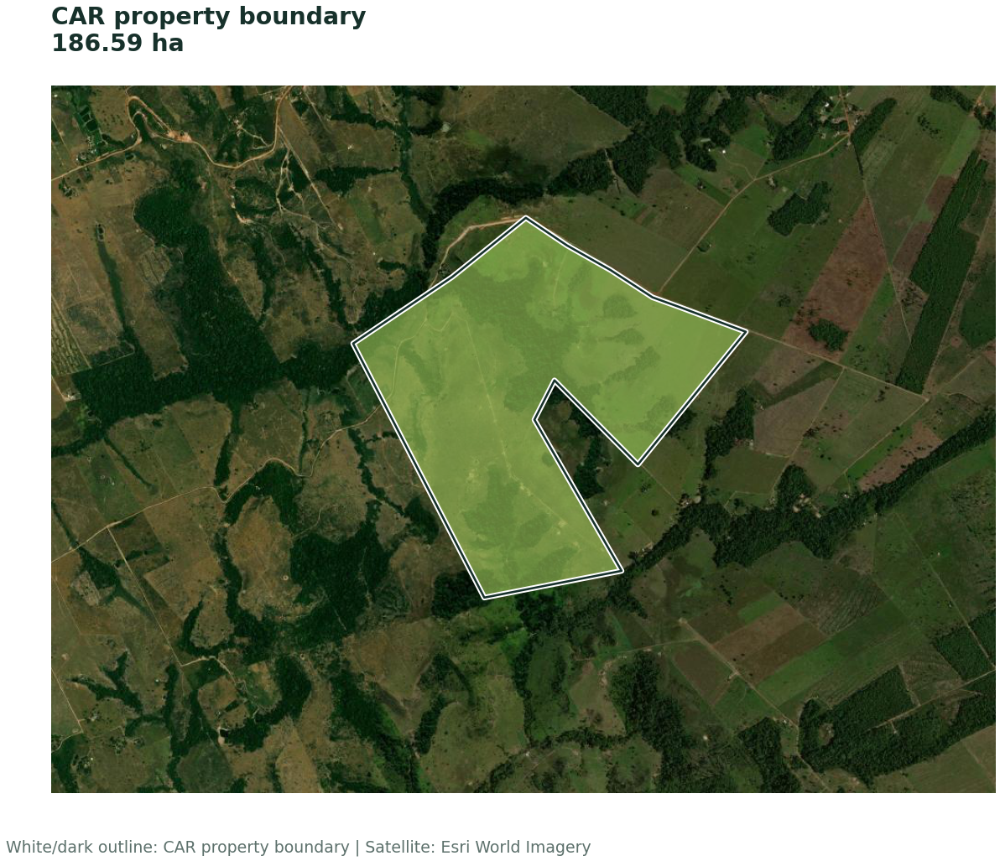 CAR property boundary
186.59 ha
White/dark outline: CAR property boundary | Satellite: Esri World Imagery